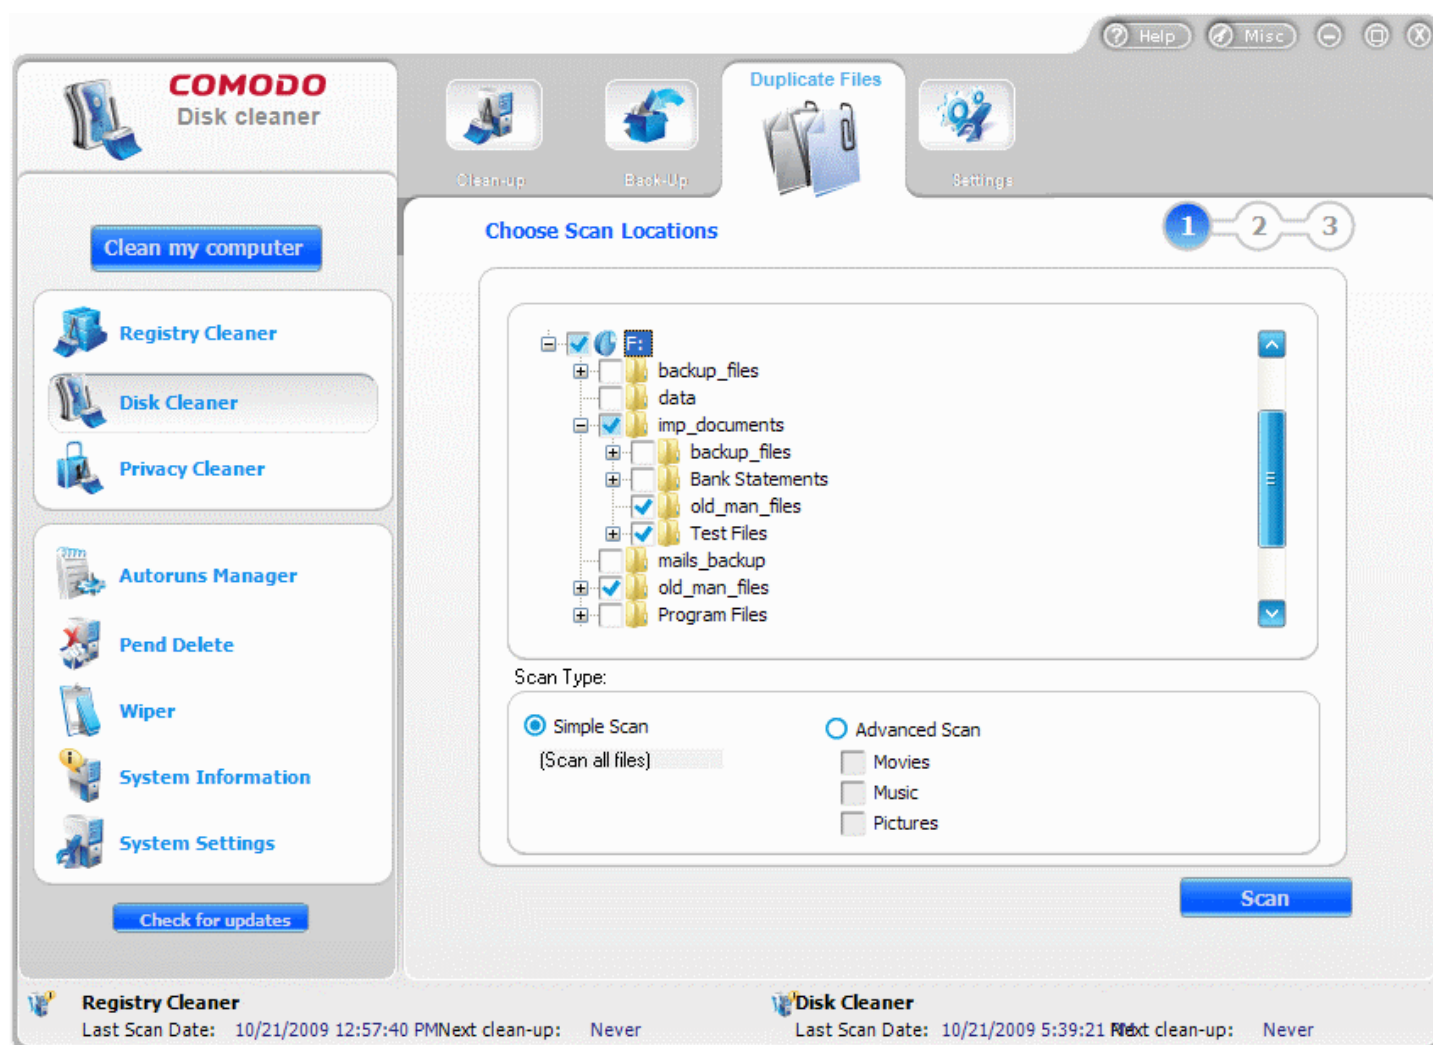 Help Misc
COMODO
Disk cleaner
Clean-up
Back-Up
Duplicate Files
Settings
Clean my computer
Registry Cleaner
Disk Cleaner
Privacy Cleaner
Autoruns Manager
Pend Delete
Wiper
System Information
System Settings
Check for updates
Choose Scan Locations
1 2 3
F:
backup_files
data
imp_documents
backup_files
Bank Statements
old_man_files
Test Files
mails_backup
old_man_files
Program Files
Scan Type:
Simple Scan
(Scan all files)
Advanced Scan
Movies
Music
Pictures
Scan
Registry Cleaner
Last Scan Date: 10/21/2009 12:57:40 PM Next clean-up: Never
Disk Cleaner
Last Scan Date: 10/21/2009 5:39:21 clean-up: Never